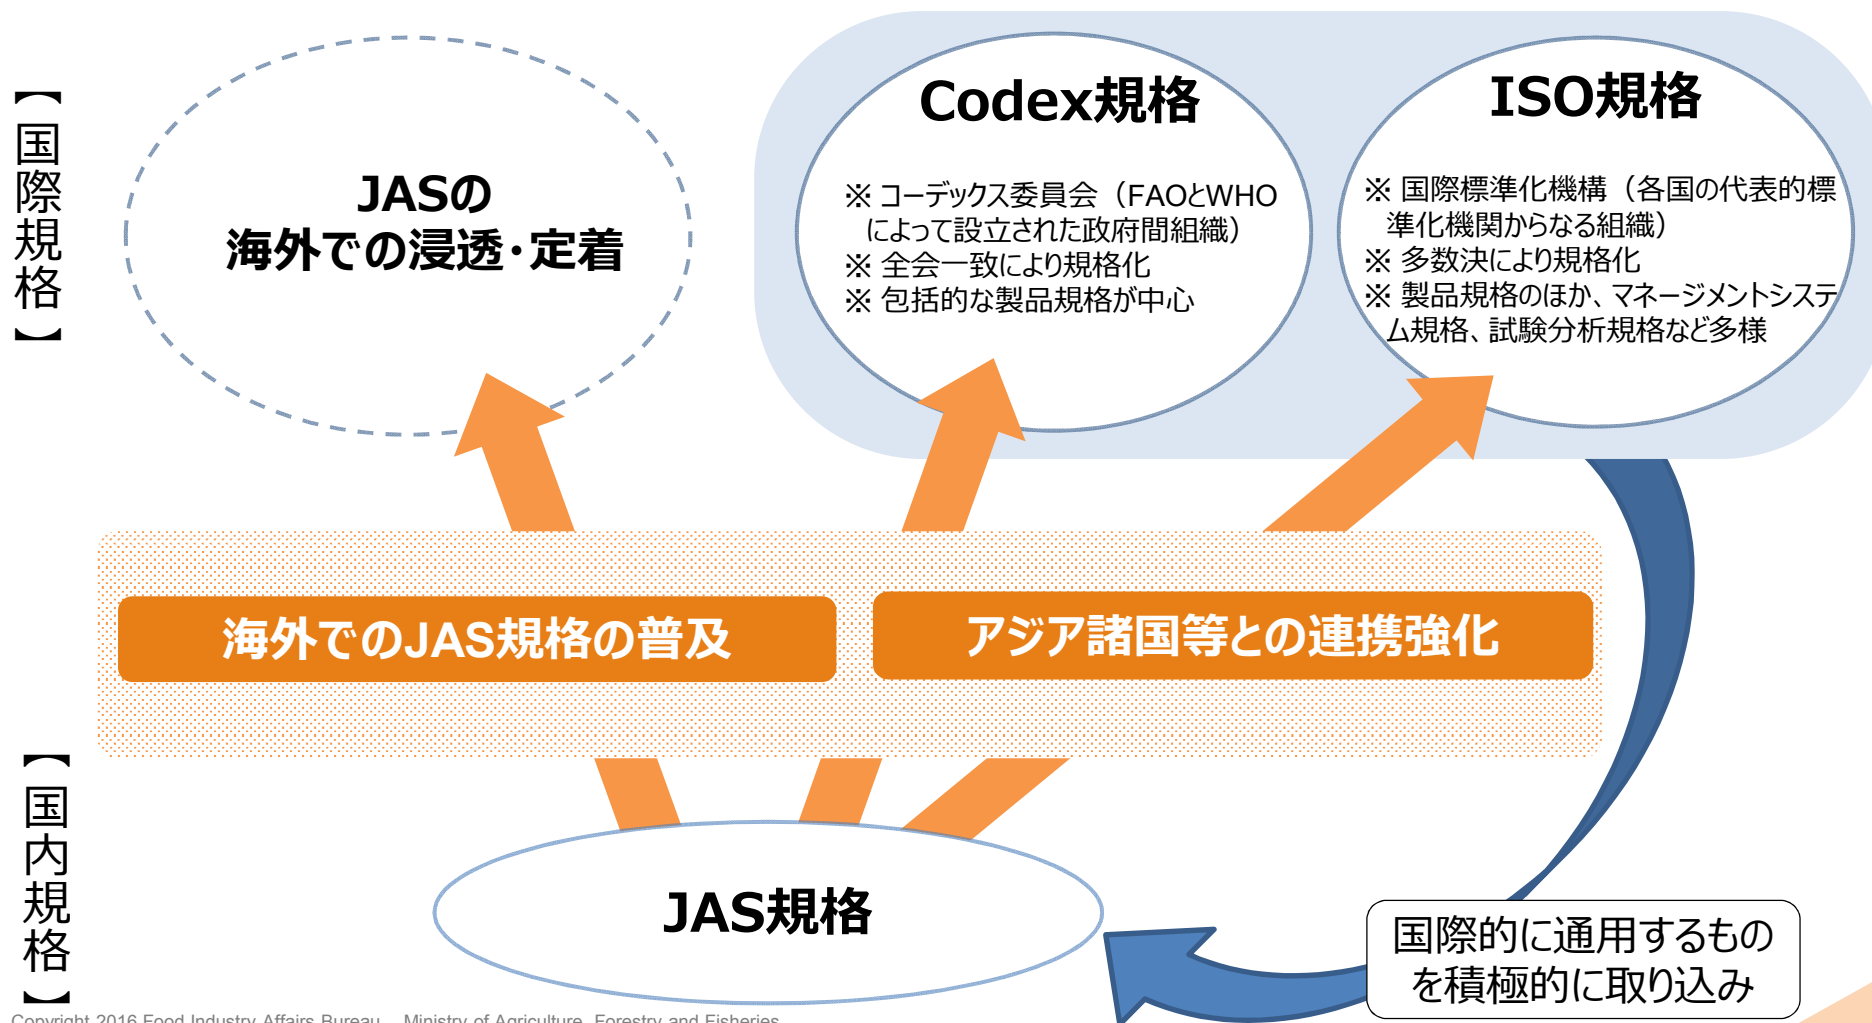 【国際規格】
JASの
海外での浸透・定着
Codex規格
※ コーデックス委員会（FAOとWHO
によって設立された政府間組織）
※ 全会一致により規格化
※ 包括的な製品規格が中心
ISO規格
※ 国際標準化機構（各国の代表的標
準化機関からなる組織）
※ 多数決により規格化
※ 製品規格のほか、マネージメントシステ
ム規格、試験分析規格など多様
海外でのJAS規格の普及
アジア諸国等との連携強化
【国内規格】
JAS規格
国際的に通用するもの
を積極的に取り込み
Copyright 2016 Food Industry Affairs Bureau, Ministry of Agriculture, Forestry and Fisheries